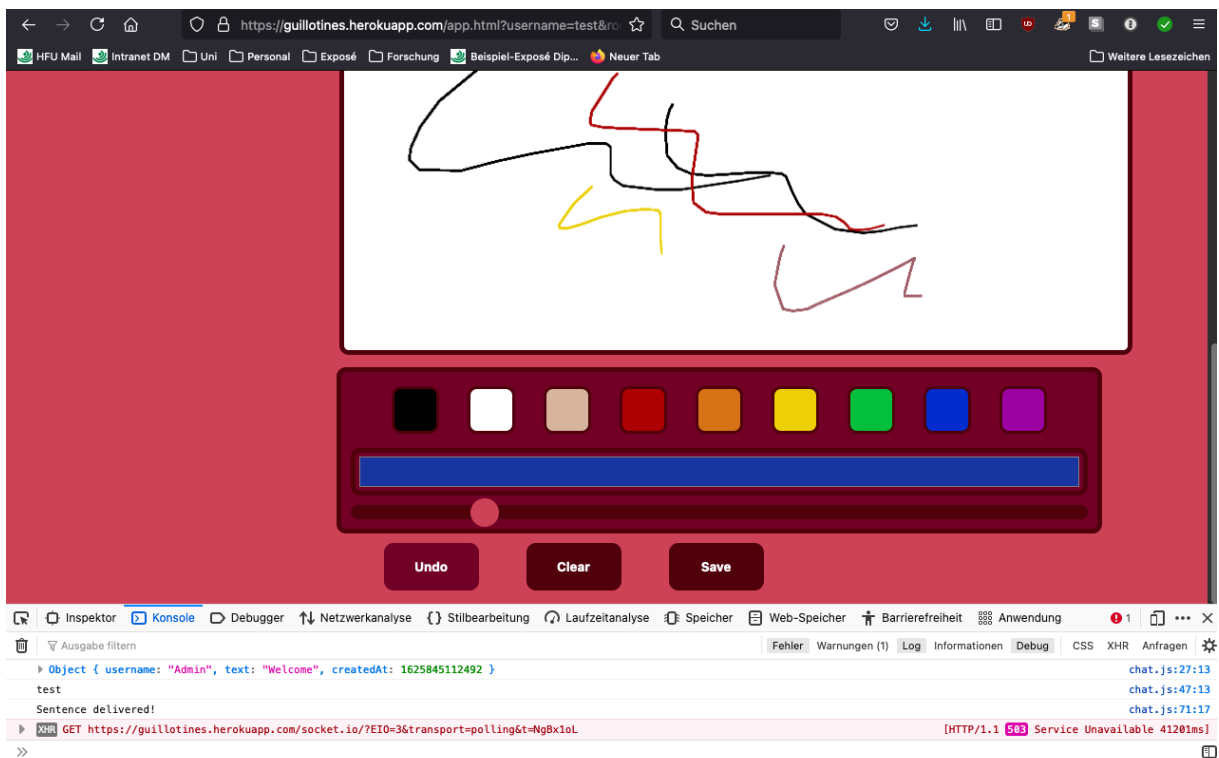 https://guillotines.herokuapp.com/app.html?username=test&ro Suchen
HFU Mail Intranet DM Uni Personal Exposé Forschung Beispiel-Exposé Dip... Neuer Tab Weitere Lesezeichen
Undo Clear Save
Inspektor Konsole Debugger Netzwerkanalyse Stilbearbeitung Laufzeitanalyse Speicher Web-Speicher Barrierefreiheit Anwendung 1
Ausgabe filtern Fehler Warnungen (1) Log Informationen Debug CSS XHR Anfragen
Object { username: "Admin", text: "Welcome", createdAt: 1625845112492 } chat.js:27:13
test chat.js:47:13
Sentence delivered! chat.js:71:17
XHR GET https://guillotines.herokuapp.com/socket.io/?EIO=3&transport=polling&t=NgBx1oL [HTTP/1.1 503 Service Unavailable 41201ms]